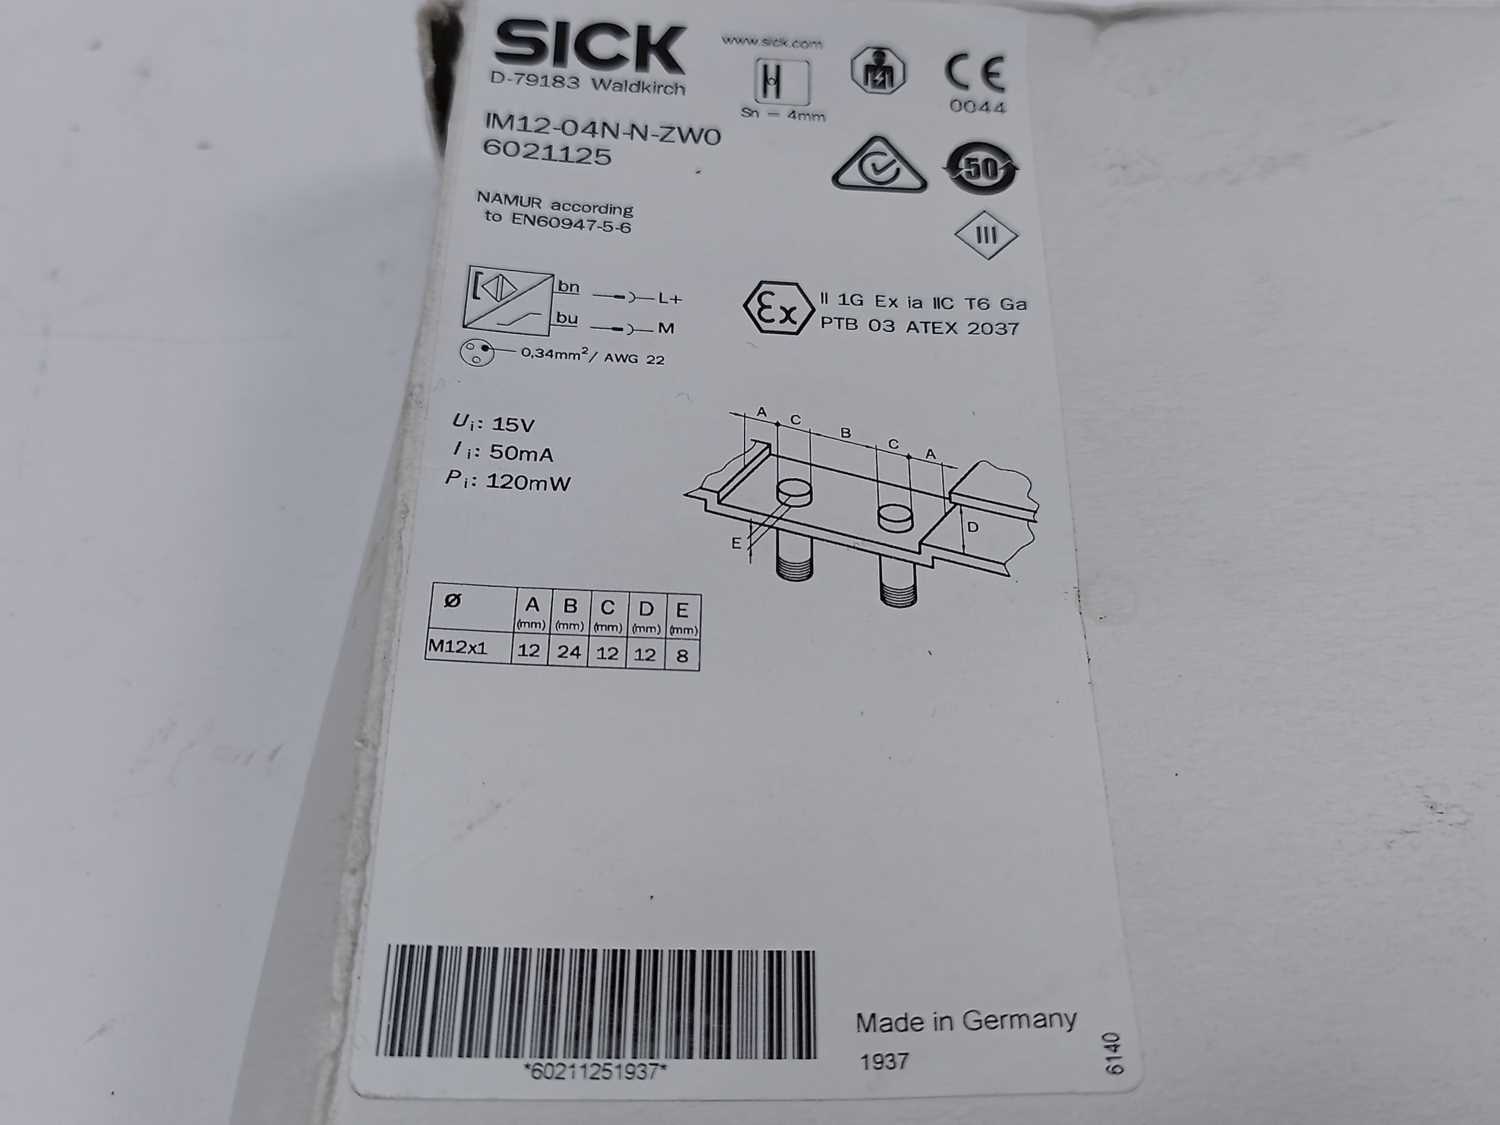 SICK
D-79183 Waldkirch
www.sick.com
Sn = 4mm
CE
0044
IM12-04N-N-ZW0
6021125
50
NAMUR according
to EN60947-5-6
III
bn
L+
bu
M
0,34mm²/ AWG 22
Ex
II 1G Ex ia IIC T6 Ga
PTB 03 ATEX 2037
Ui: 15V
Ii: 50mA
Pi: 120mW
A C B C A
D
E
Ø A B C D E
(mm) (mm) (mm) (mm) (mm)
M12x1 12 24 12 12 8
*60211251937*
Made in Germany
1937
6140